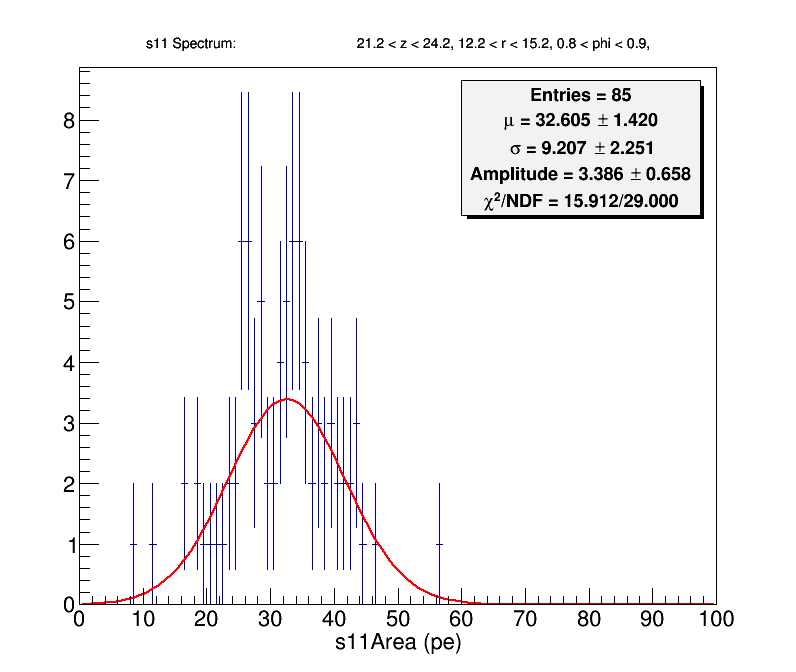 s11 Spectrum: 21.2 < z < 24.2, 12.2 < r < 15.2, 0.8 < phi < 0.9,
Entries = 85
μ = 32.605 ± 1.420
σ = 9.207 ± 2.251
Amplitude = 3.386 ± 0.658
χ²/NDF = 15.912/29.000
8
7
6
5
4
3
2
1
0
0 10 20 30 40 50 60 70 80 90 100
s11Area (pe)